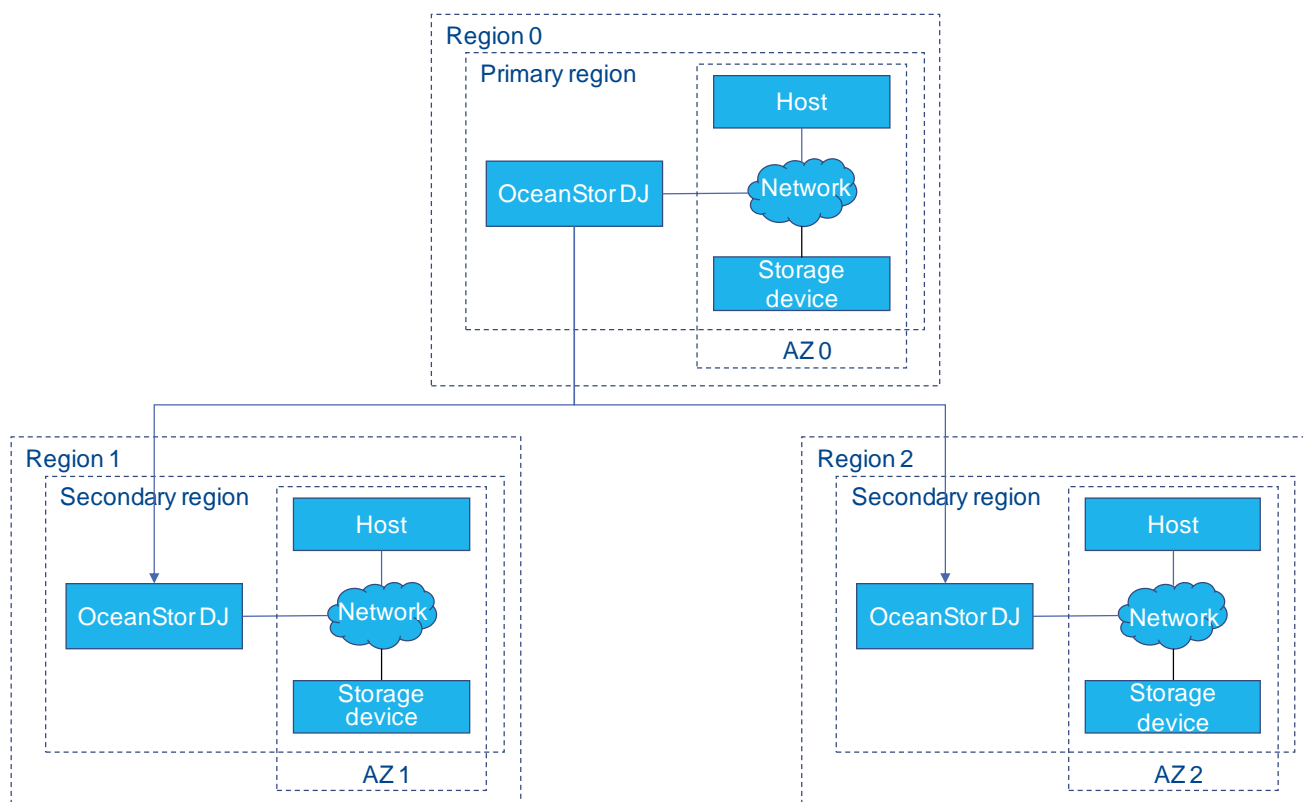 Region 0
Primary region
Host
OceanStor DJ
Network
Storage
device
AZ 0
Region 1
Secondary region
Host
OceanStor DJ
Network
Storage
device
AZ 1
Region 2
Secondary region
Host
OceanStor DJ
Network
Storage
device
AZ 2